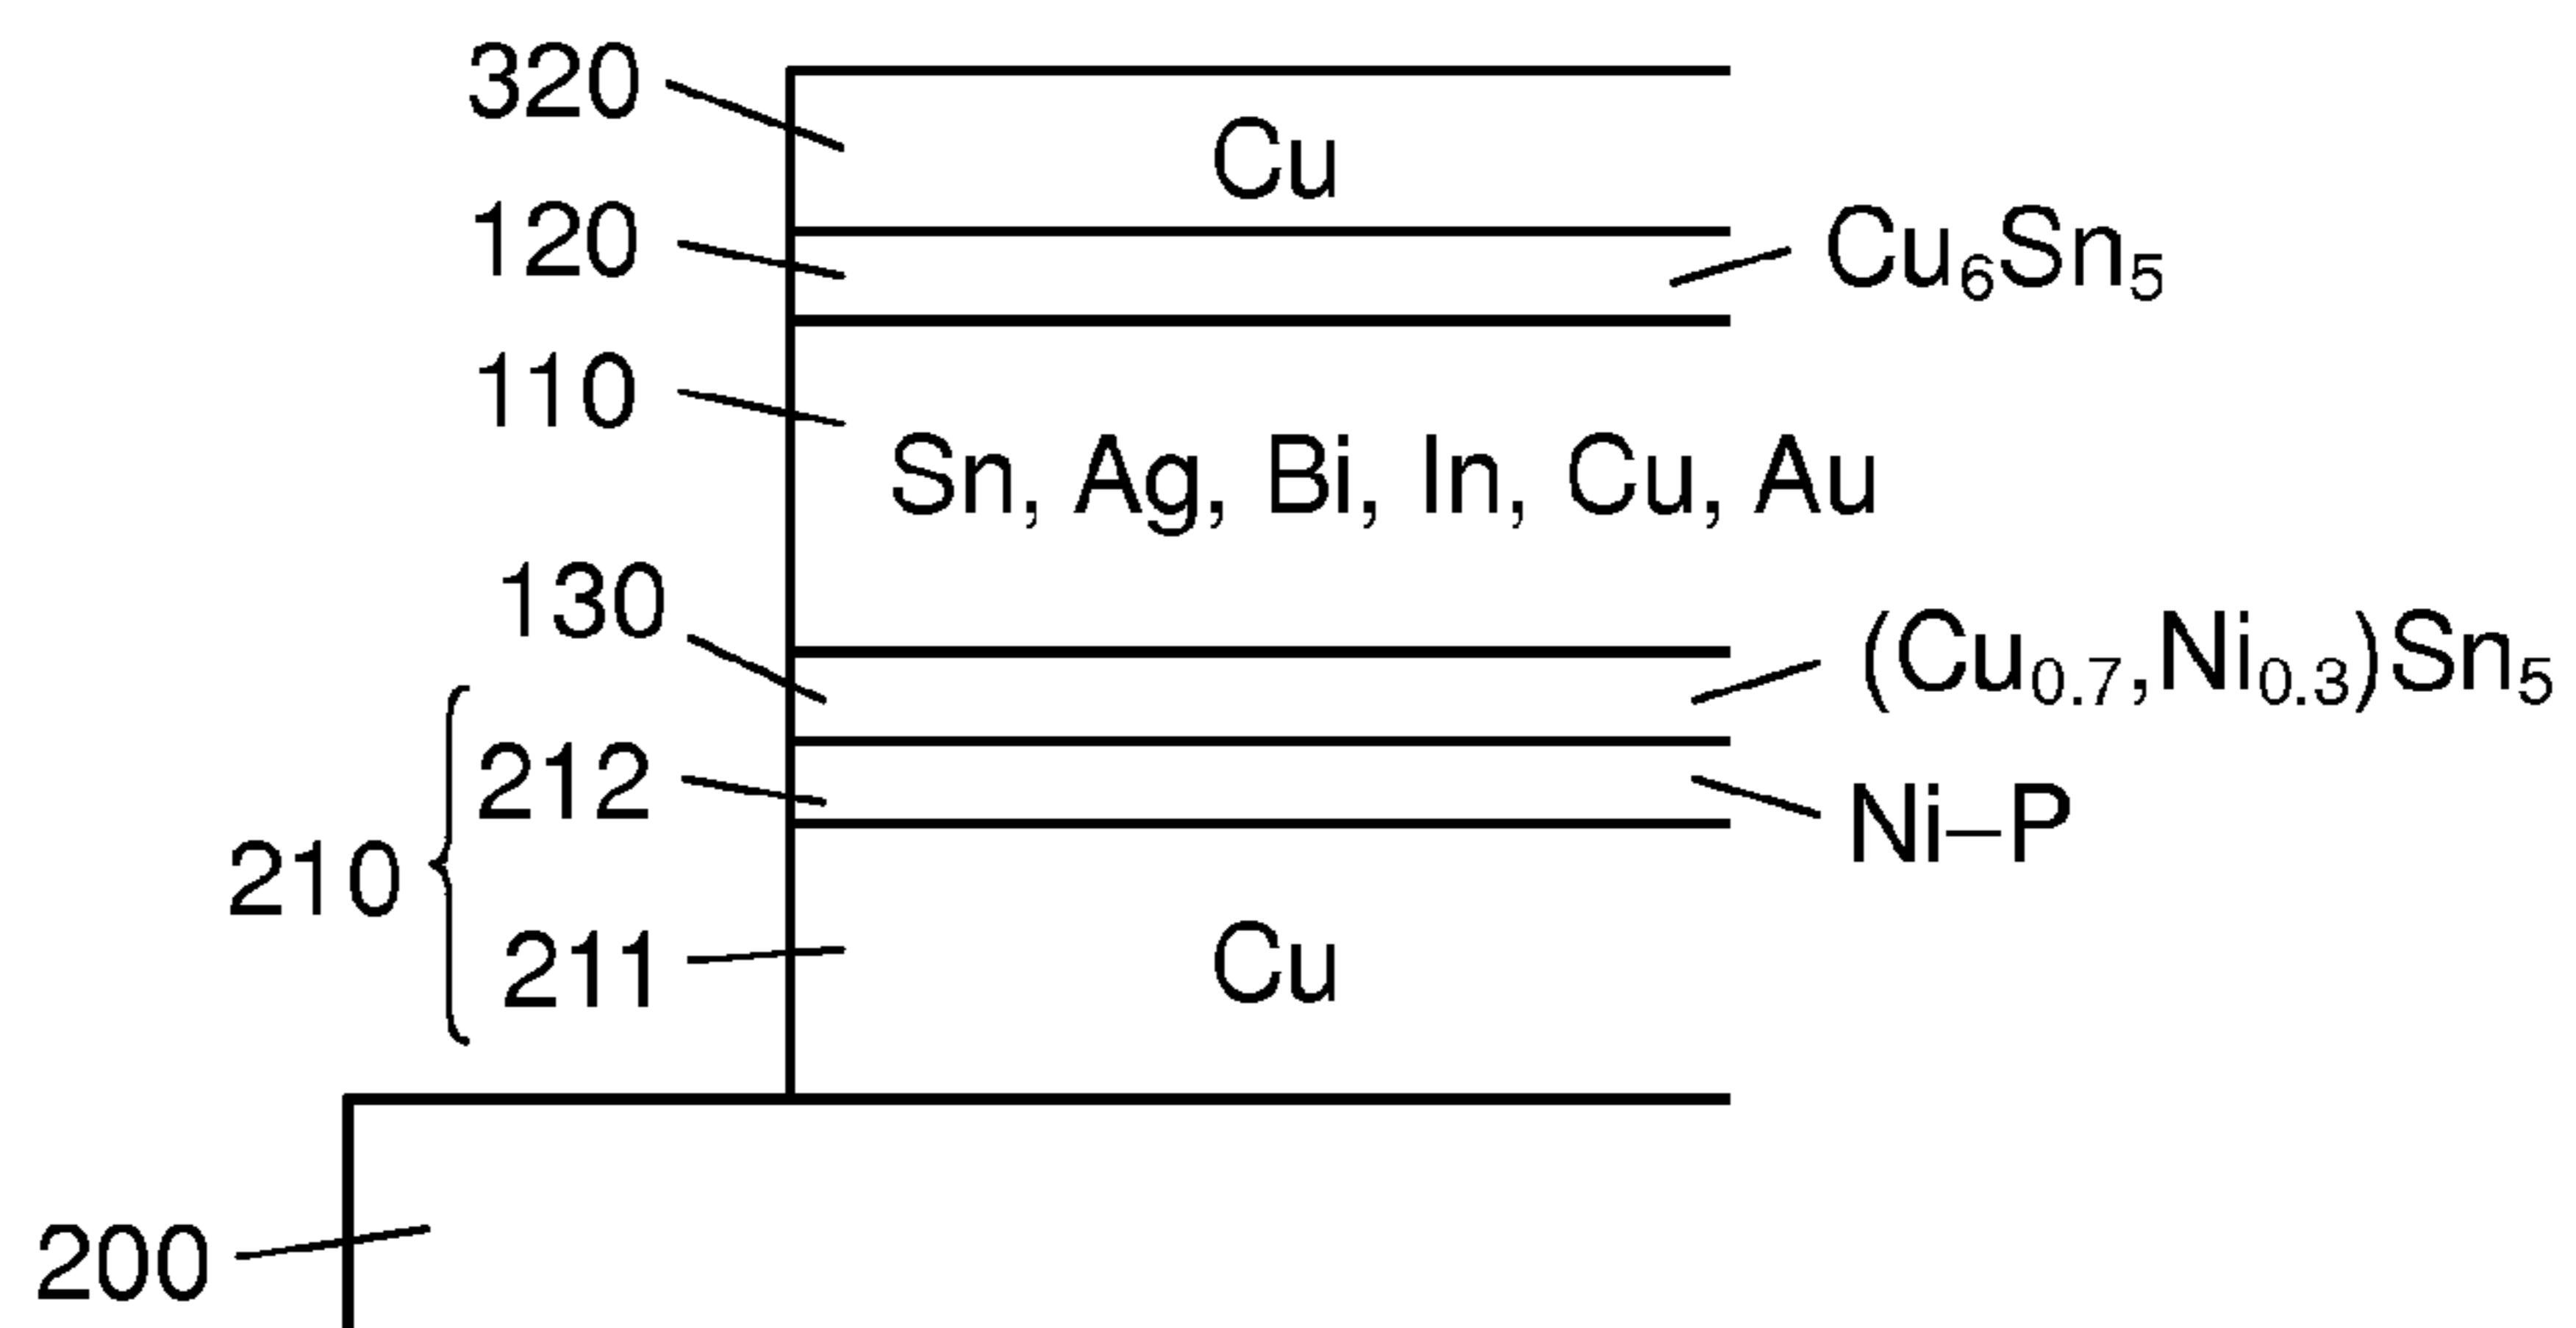 320
Cu
120
Cu₆Sn₅
110
Sn, Ag, Bi, In, Cu, Au
130
(Cu₀.₇,Ni₀.₃)Sn₅
212
Ni–P
210
211
Cu
200